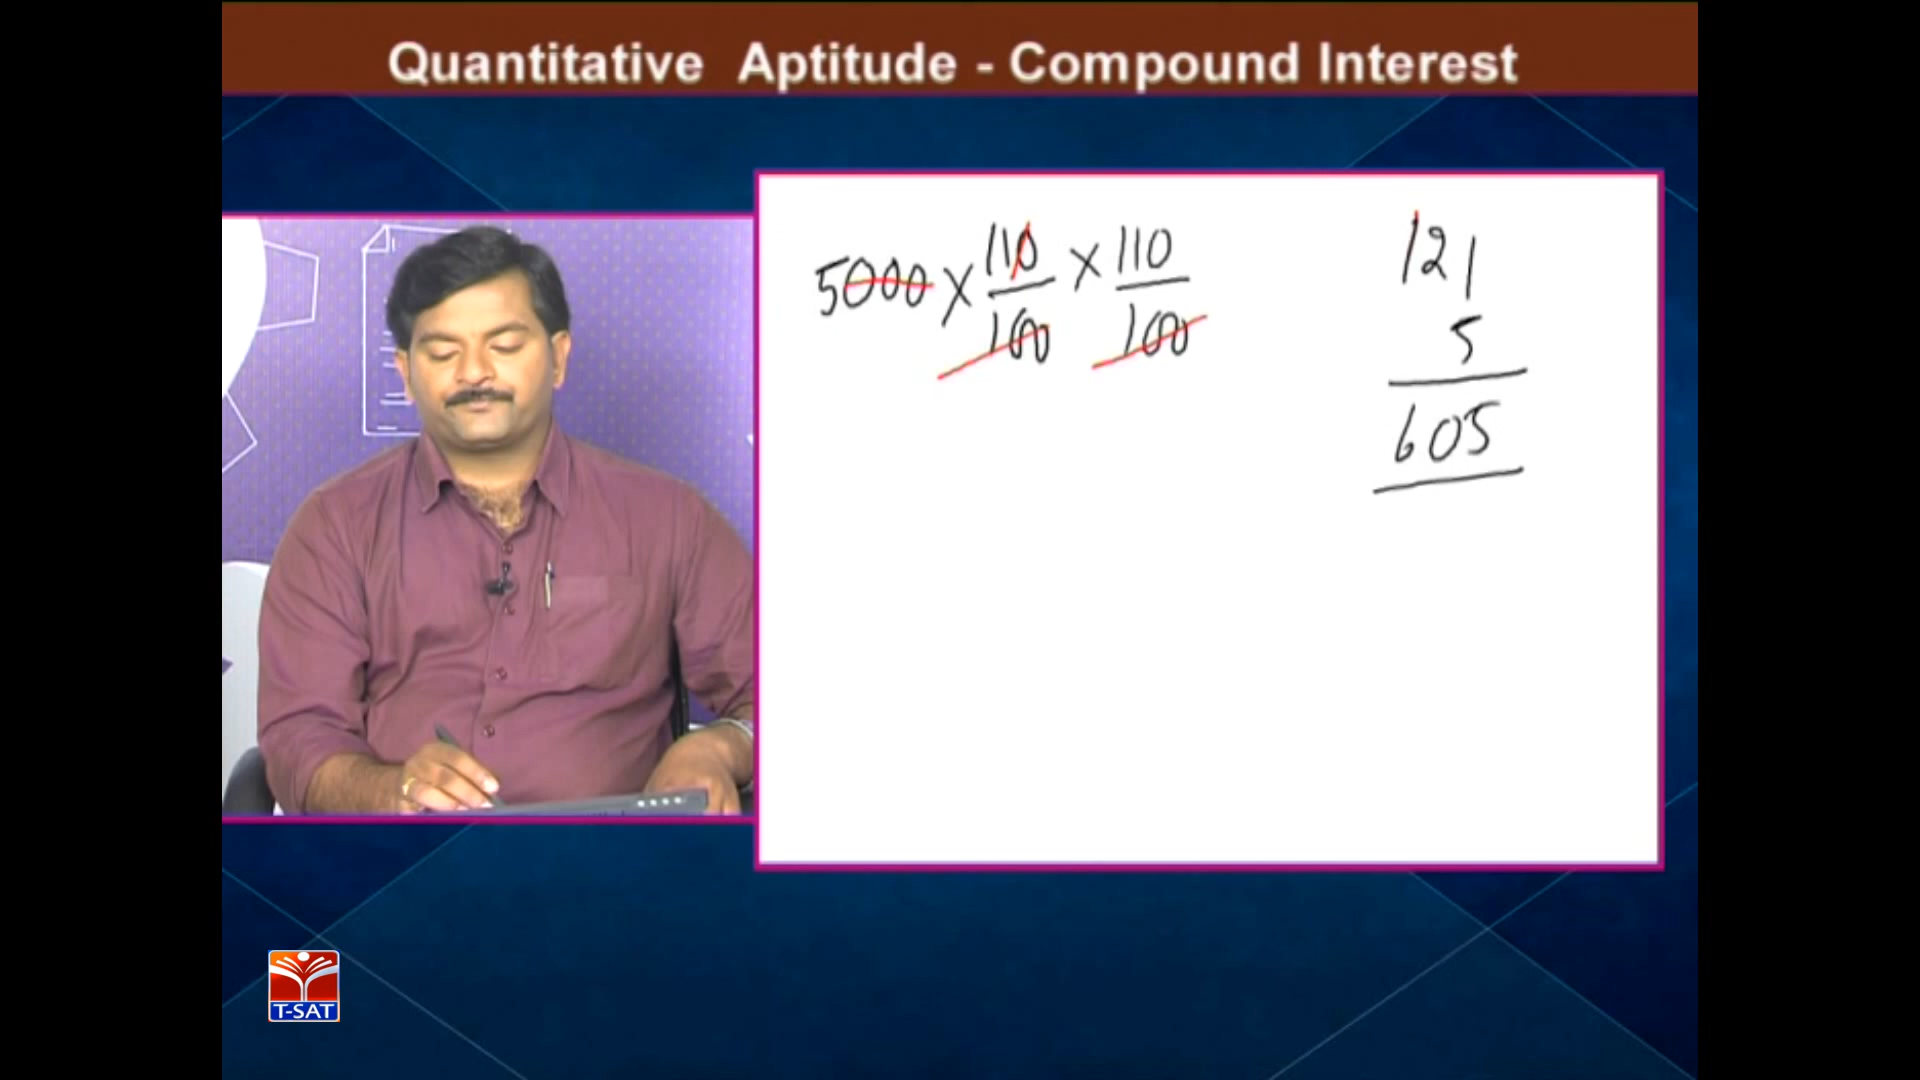 Quantitative Aptitude - Compound Interest
5000 × 110/100 × 110/100
121
5
605
T-SAT